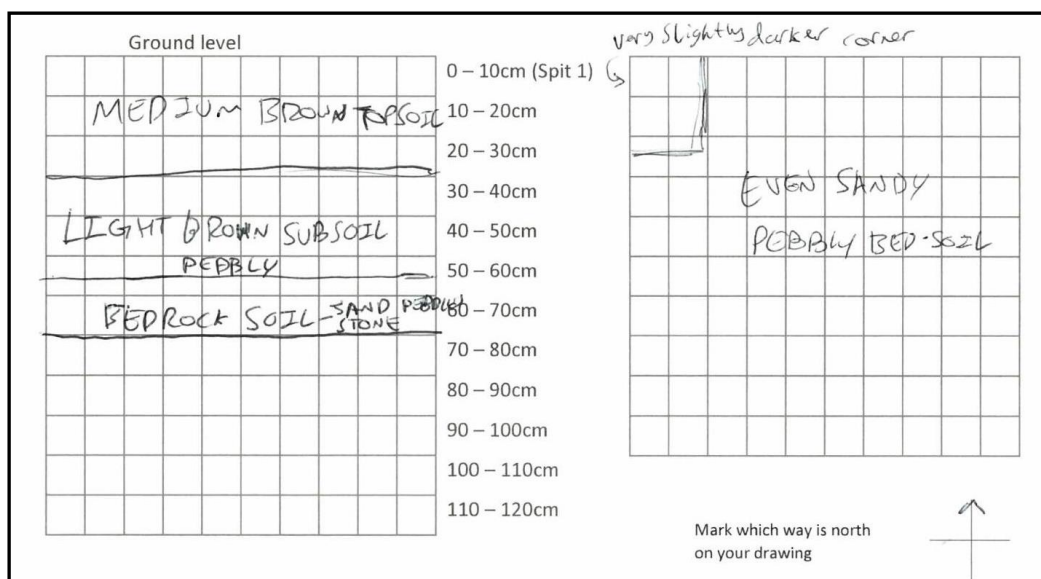 Ground level
MEDIUM BROWN TOPSOIL
LIGHT BROWN SUBSOIL
PEBBLY
BEDROCK SOIL - SAND PEBBLES
STONE
0 – 10cm (Spit 1)
10 – 20cm
20 – 30cm
30 – 40cm
40 – 50cm
50 – 60cm
60 – 70cm
70 – 80cm
80 – 90cm
90 – 100cm
100 – 110cm
110 – 120cm
very slightly darker corner
EVEN SANDY
PEBBLY BED-SOIL
Mark which way is north
on your drawing